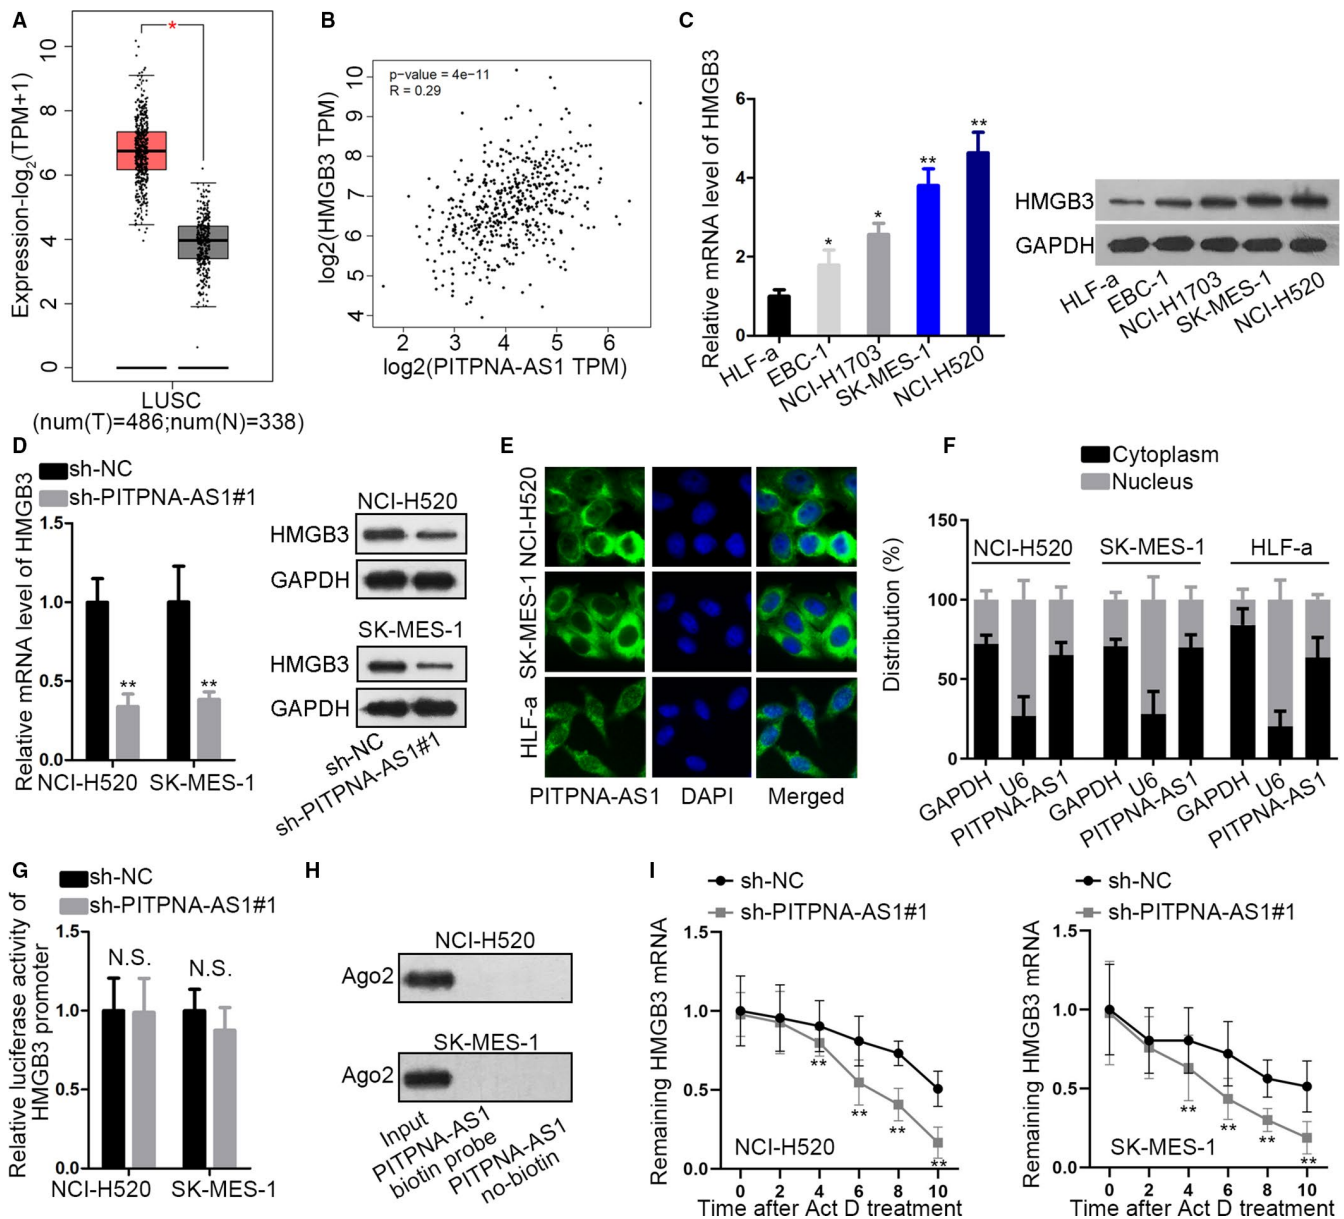 A
Expression-log2(TPM+1)
10
8
6
4
2
0
*
LUSC
(num(T)=486;num(N)=338)
B
p-value = 4e-11
R = 0.29
log2(HMGB3 TPM)
10
9
8
7
6
5
4
2 3 4 5 6
log2(PITPNA-AS1 TPM)
C
Relative mRNA level of HMGB3
6
4
2
0
* * ** **
HLF-a EBC-1 NCI-H1703 SK-MES-1 NCI-H520
HMGB3
GAPDH
HLF-a EBC-1 NCI-H1703 SK-MES-1 NCI-H520
D
sh-NC
sh-PITPNA-AS1#1
Relative mRNA level of HMGB3
1.5
1.0
0.5
0.0
** **
NCI-H520 SK-MES-1
NCI-H520
HMGB3
GAPDH
SK-MES-1
HMGB3
GAPDH
sh-NC
sh-PITPNA-AS1#1
E
NCI-H520
SK-MES-1
HLF-a
PITPNA-AS1 DAPI Merged
F
Cytoplasm
Nucleus
Distribution (%)
150
100
50
0
NCI-H520 SK-MES-1 HLF-a
GAPDH U6 PITPNA-AS1 GAPDH U6 PITPNA-AS1 GAPDH U6 PITPNA-AS1
G
sh-NC
sh-PITPNA-AS1#1
Relative luciferase activity of
HMGB3 promoter
1.5
1.0
0.5
0.0
N.S. N.S.
NCI-H520 SK-MES-1
H
NCI-H520
Ago2
SK-MES-1
Ago2
Input
PITPNA-AS1
biotin probe
PITPNA-AS1
no-biotin
I
sh-NC
sh-PITPNA-AS1#1
Remaining HMGB3 mRNA
1.5
1.0
0.5
0.0
** ** ** **
NCI-H520
0 2 4 6 8 10
Time after Act D treatment
sh-NC
sh-PITPNA-AS1#1
Remaining HMGB3 mRNA
1.5
1.0
0.5
0.0
** ** ** **
SK-MES-1
0 2 4 6 8 10
Time after Act D treatment